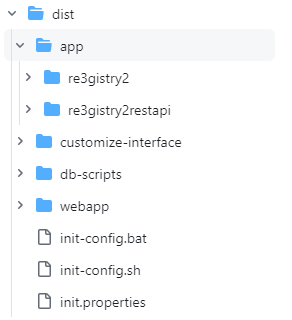 dist
app
re3gistry2
re3gistry2restapi
customize-interface
db-scripts
webapp
init-config.bat
init-config.sh
init.properties